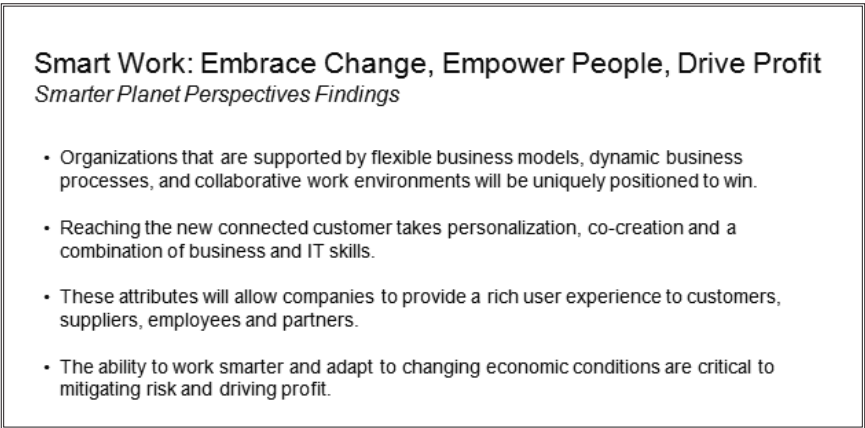 Smart Work: Embrace Change, Empower People, Drive Profit
Smarter Planet Perspectives Findings
• Organizations that are supported by flexible business models, dynamic business
processes, and collaborative work environments will be uniquely positioned to win.
• Reaching the new connected customer takes personalization, co-creation and a
combination of business and IT skills.
• These attributes will allow companies to provide a rich user experience to customers,
suppliers, employees and partners.
• The ability to work smarter and adapt to changing economic conditions are critical to
mitigating risk and driving profit.